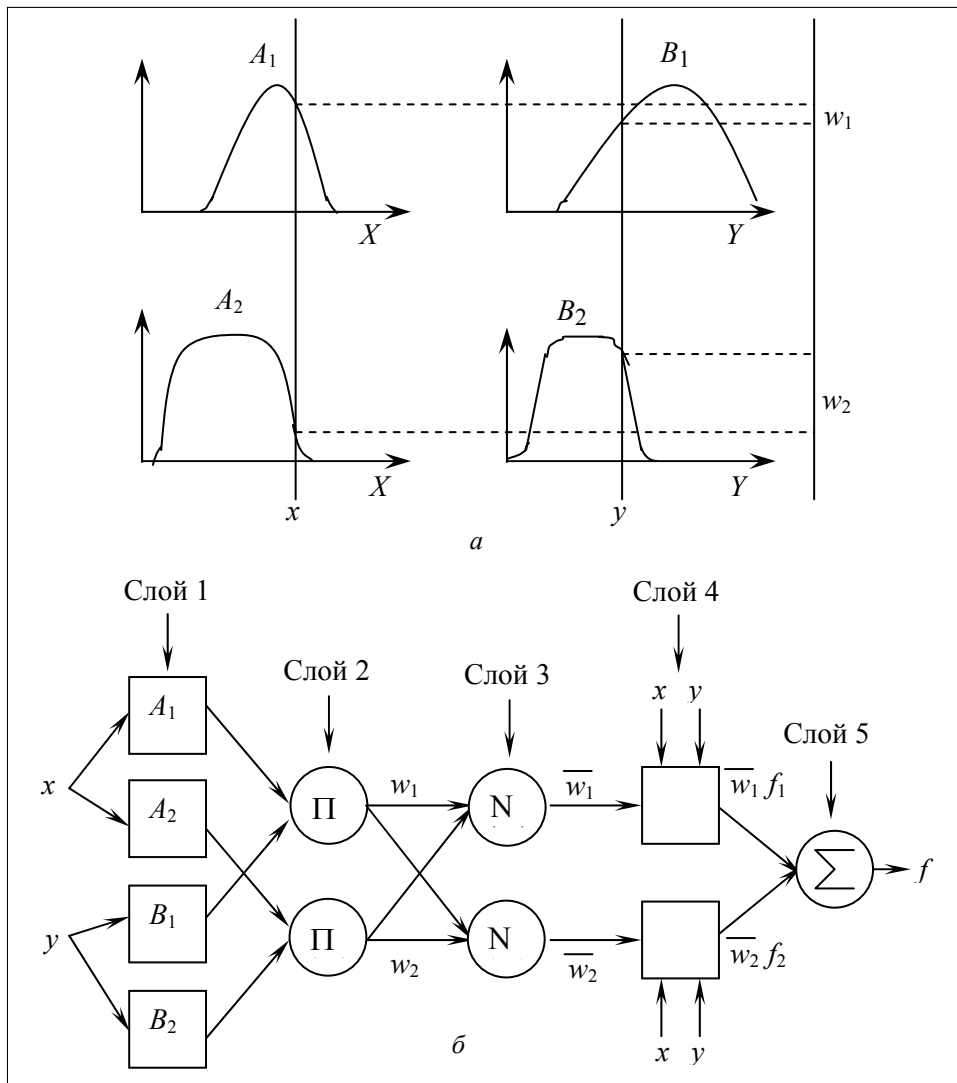 A₁ B₁
w₁
X Y
A₂ B₂
w₂
X Y
x y
а
Слой 1 Слой 4
Слой 2 Слой 3
x y
Слой 5
A₁
x
w₁ w̅₁ w̅₁ f₁
A₂ П N
∑ f
B₁
y
П N
w₂ w̅₂ w̅₂ f₂
B₂
x y
б